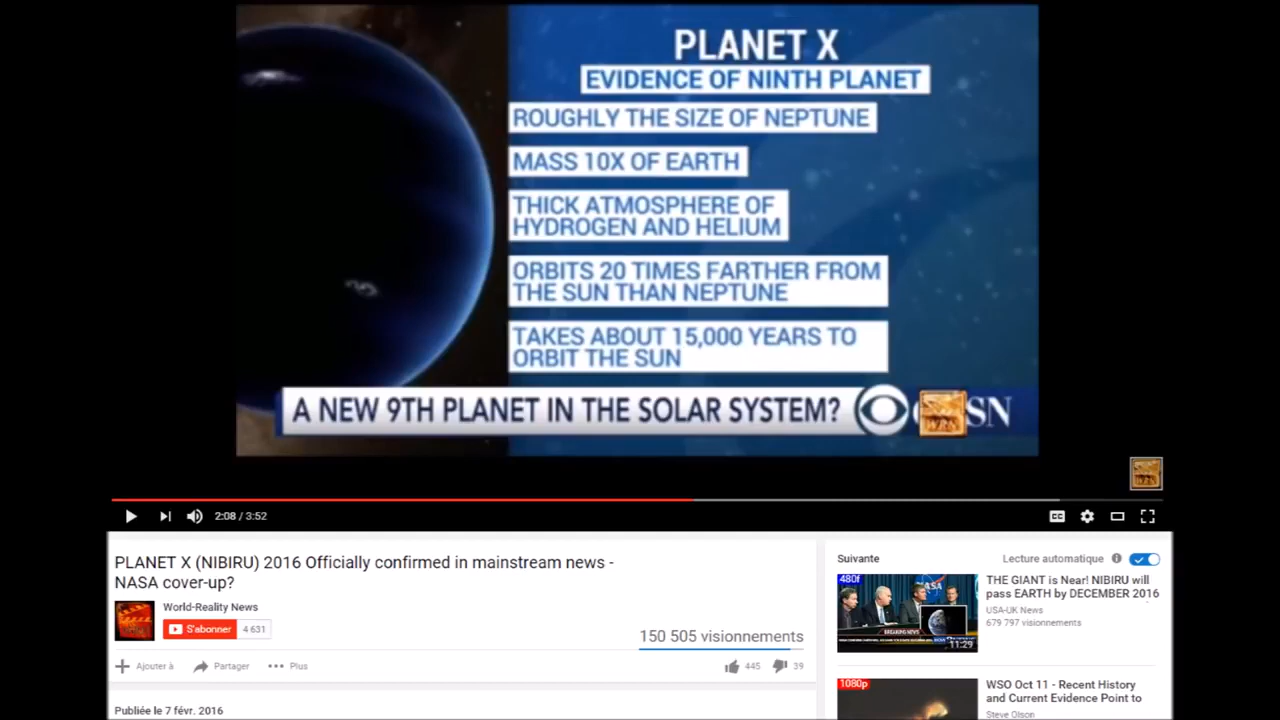 PLANET X
EVIDENCE OF NINTH PLANET
ROUGHLY THE SIZE OF NEPTUNE
MASS 10X OF EARTH
THICK ATMOSPHERE OF
HYDROGEN AND HELIUM
ORBITS 20 TIMES FARTHER FROM
THE SUN THAN NEPTUNE
TAKES ABOUT 15,000 YEARS TO
ORBIT THE SUN
A NEW 9TH PLANET IN THE SOLAR SYSTEM?
WRN
SN
2:08 / 3:52
CC
PLANET X (NIBIRU) 2016 Officially confirmed in mainstream news -
NASA cover-up?
World-Reality News
S'abonner 4 631
150 505 visionnements
Ajouter à Partager Plus
445 39
Publiée le 7 févr. 2016
Suivante Lecture automatique
480f
NASA
BREAKING NEWS
11:29
THE GIANT is Near! NIBIRU will
pass EARTH by DECEMBER 2016
USA-UK News
679 797 visionnements
1080p
WSO Oct 11 - Recent History
and Current Evidence Point to
Steve Olson